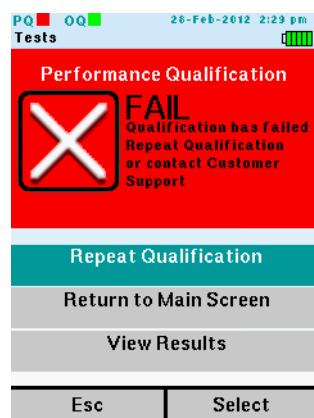 PQ OQ 28-Feb-2012 2:29 pm
Tests
Performance Qualification
FAIL
Qualification has failed
Repeat Qualification
or contact Customer
Support
Repeat Qualification
Return to Main Screen
View Results
Esc Select